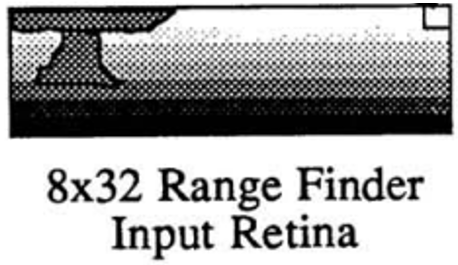 8x32 Range Finder
Input Retina